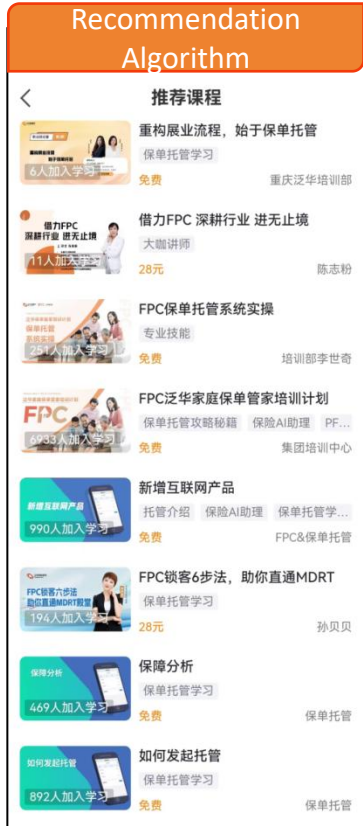 Recommendation
Algorithm
推荐课程
重构展业流程，始于保单托管
保单托管学习
6人加入学习
免费
重庆泛华培训部
借力FPC
深耕行业 进无止境
11人加入学习
借力FPC 深耕行业 进无止境
大咖讲师
28元
陈志粉
保单托管
系统实操
251人加入学习
FPC保单托管系统实操
专业技能
免费
培训部李世奇
FPC
6933人加入学习
FPC泛华家庭保单管家培训计划
保单托管攻略秘籍 保险AI助理 PF...
免费
集团培训中心
新增互联网产品
990人加入学习
新增互联网产品
托管介绍 保险AI助理 保单托管学...
免费
FPC&保单托管
FPC锁客六步法
助你直通MDRT殿堂
194人加入学习
FPC锁客6步法，助你直通MDRT
保单托管学习
28元
孙贝贝
保障分析
469人加入学习
保障分析
保单托管学习
免费
保单托管
如何发起托管
892人加入学习
如何发起托管
保单托管学习
免费
保单托管